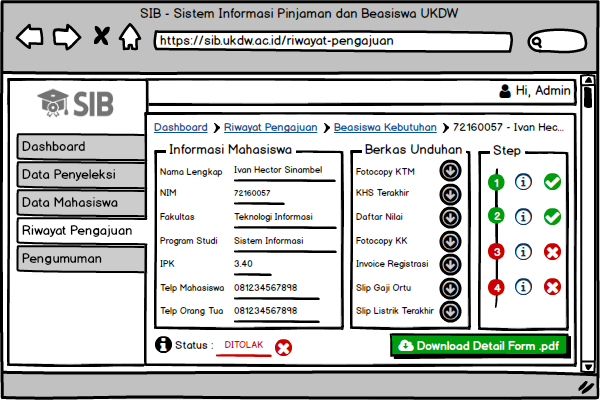 SIB - Sistem Informasi Pinjaman dan Beasiswa UKDW
https://sib.ukdw.ac.id/riwayat-pengajuan
SIB
Hi, Admin
Dashboard
Data Penyeleksi
Data Mahasiswa
Riwayat Pengajuan
Pengumuman
Dashboard > Riwayat Pengajuan > Beasiswa Kebutuhan > 72160057 - Ivan Hec...
Informasi Mahasiswa
Nama Lengkap Ivan Hector Sinambel
NIM 72160057
Fakultas Teknologi Informasi
Program Studi Sistem Informasi
IPK 3.40
Telp Mahasiswa 081234567898
Telp Orang Tua 081234567898
Berkas Unduhan
Fotocopy KTM
KHS Terakhir
Daftar Nilai
Fotocopy KK
Invoice Registrasi
Slip Gaji Ortu
Slip Listrik Terakhir
Step
1
2
3
4
Status : DITOLAK
Download Detail Form .pdf